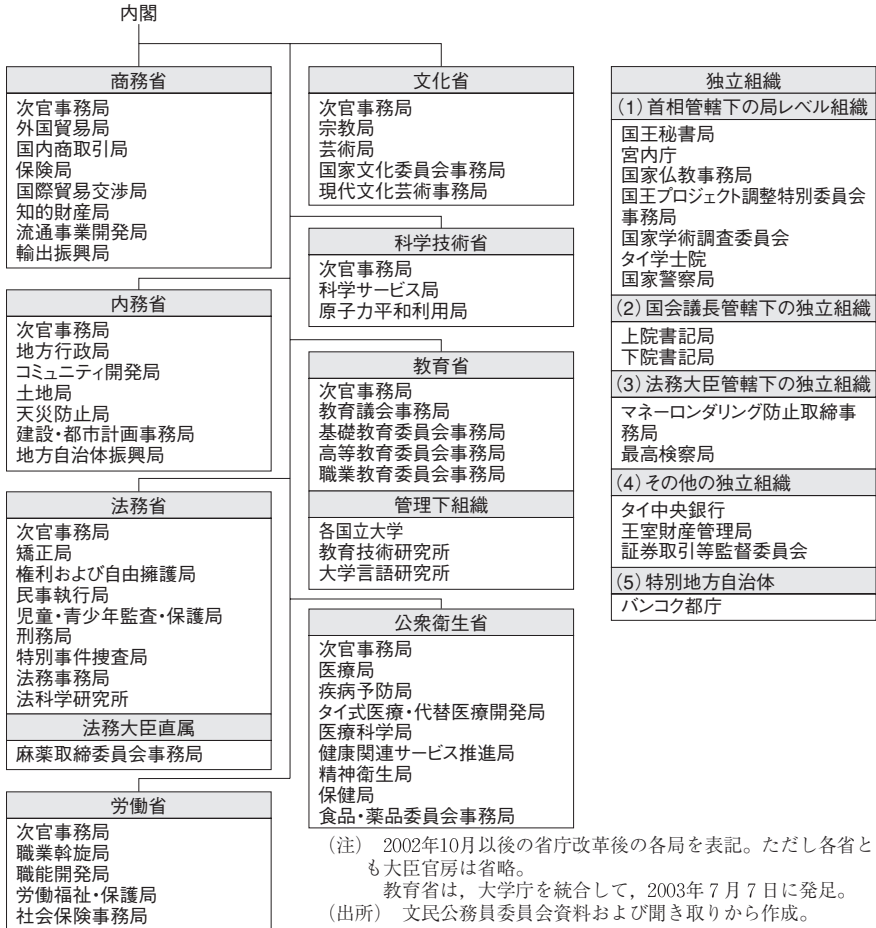 内閣
商務省
次官事務局
外国貿易局
国内商取引局
保険局
国際貿易交渉局
知的財産局
流通事業開発局
輸出振興局
内務省
次官事務局
地方行政局
コミュニティ開発局
土地局
天災防止局
建設・都市計画事務局
地方自治体振興局
法務省
次官事務局
矯正局
権利および自由擁護局
民事執行局
児童・青少年監査・保護局
刑務局
特別事件捜査局
法務事務局
法科学研究所
法務大臣直属
麻薬取締委員会事務局
労働省
次官事務局
職業斡旋局
職能開発局
労働福祉・保護局
社会保険事務局
文化省
次官事務局
宗教局
芸術局
国家文化委員会事務局
現代文化芸術事務局
科学技術省
次官事務局
科学サービス局
原子力平和利用局
教育省
次官事務局
教育議会事務局
基礎教育委員会事務局
高等教育委員会事務局
職業教育委員会事務局
管理下組織
各国立大学
教育技術研究所
大学言語研究所
公衆衛生省
次官事務局
医療局
疾病予防局
タイ式医療・代替医療開発局
医療科学局
健康関連サービス推進局
精神衛生局
保健局
食品・薬品委員会事務局
独立組織
(1)首相管轄下の局レベル組織
国王秘書局
宮内庁
国家仏教事務局
国王プロジェクト調整特別委員会
事務局
国家学術調査委員会
タイ学士院
国家警察局
(2)国会議長管轄下の独立組織
上院書記局
下院書記局
(3)法務大臣管轄下の独立組織
マネーロンダリング防止取締事
務局
最高検察局
(4)その他の独立組織
タイ中央銀行
王室財産管理局
証券取引等監督委員会
(5)特別地方自治体
バンコク都庁
(注) 2002年10月以後の省庁改革後の各局を表記。ただし各省と
も大臣官房は省略。
教育省は，大学庁を統合して，2003年７月７日に発足。
(出所) 文民公務員委員会資料および聞き取りから作成。